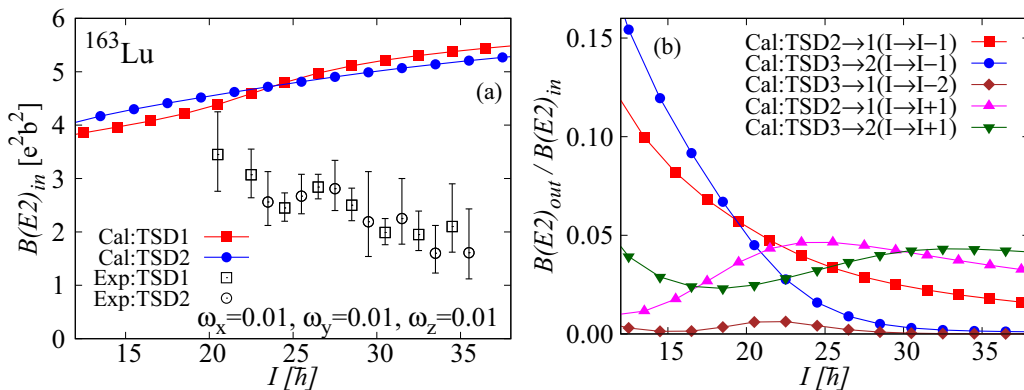 163Lu
(a)
B(E2)in [e2b2]
6
5
4
3
2
1
0
Cal:TSD1
Cal:TSD2
Exp:TSD1
Exp:TSD2
ωx=0.01, ωy=0.01, ωz=0.01
15 20 25 30 35
I [ħ]
(b)
Cal:TSD2→1(I→I−1)
Cal:TSD3→2(I→I−1)
Cal:TSD3→1(I→I−2)
Cal:TSD2→1(I→I+1)
Cal:TSD3→2(I→I+1)
B(E2)out / B(E2)in
0.15
0.10
0.05
0.00
15 20 25 30 35
I [ħ]